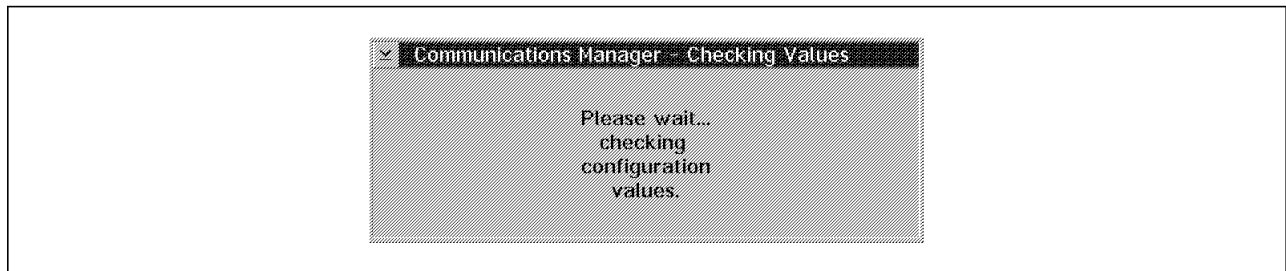 Communications Manager - Checking Values
Please wait...
checking
configuration
values.